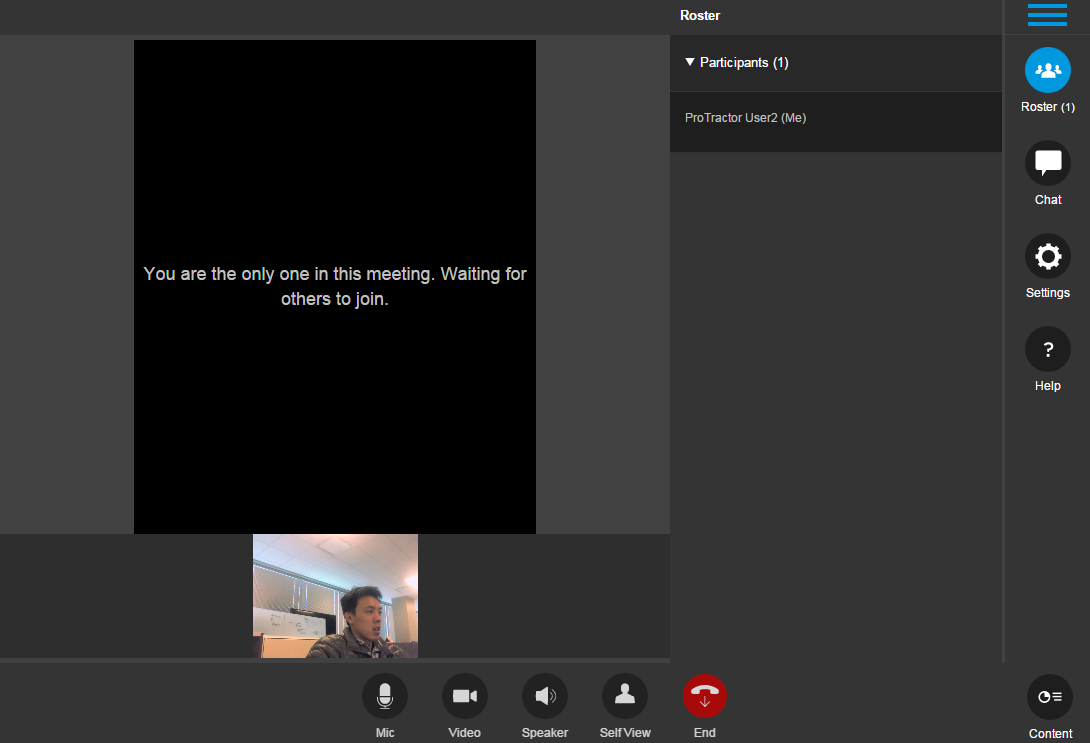 Roster
▼ Participants (1)
ProTractor User2 (Me)
You are the only one in this meeting. Waiting for
others to join.
Roster (1)
Chat
Settings
?
Help
Mic
Video
Speaker
Self View
End
Content